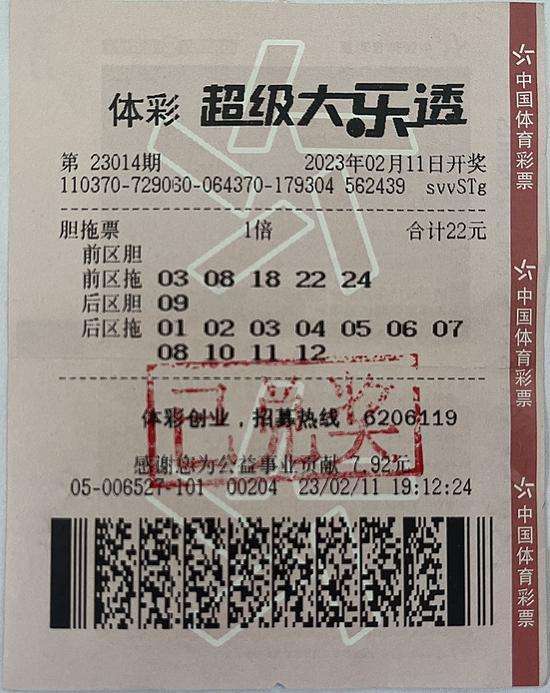 体彩 超级大乐透
第 23014期 2023年02月11日开奖
110370-729060-064370-179304 562439 svvSTg
胆拖票 1倍 合计22元
前区胆
前区拖 03 08 18 22 24
后区胆 09
后区拖 01 02 03 04 05 06 07
08 10 11 12
已兑奖
体彩创业，招募热线 6206119
感谢您为公益事业贡献 7.92元
05-006527-101 00204 23/02/11 19:12:24
中国体育彩票
中国体育彩票
中国体育彩票